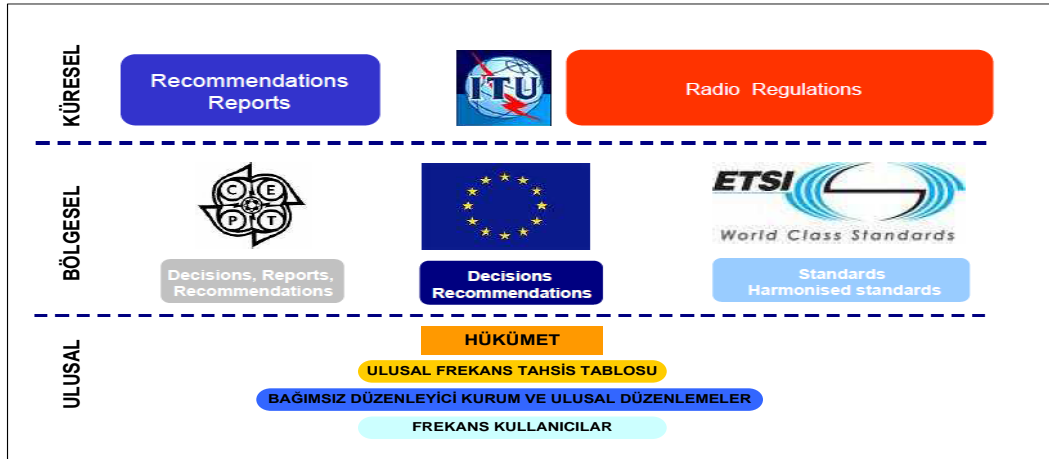 KÜRESEL
Recommendations
Reports
ITU
Radio Regulations
BÖLGESEL
C E
P T
ETSI
World Class Standards
Decisions, Reports,
Recommendations
Decisions
Recommendations
Standards
Harmonised standards
ULUSAL
HÜKÜMET
ULUSAL FREKANS TAHSİS TABLOSU
BAĞIMSIZ DÜZENLEYİCİ KURUM VE ULUSAL DÜZENLEMELER
FREKANS KULLANICILAR